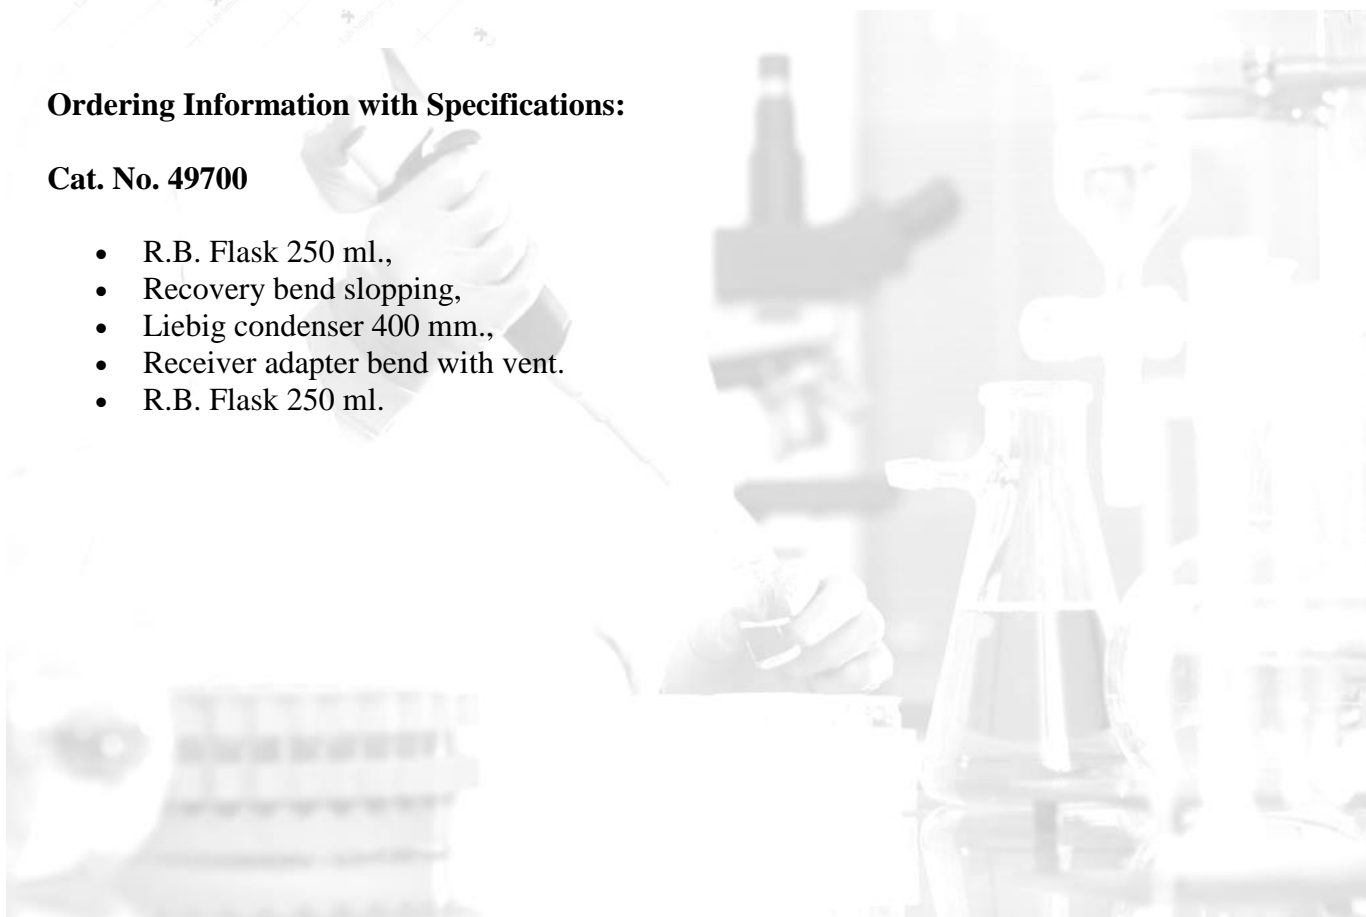 Ordering Information with Specifications:
Cat. No. 49700
• R.B. Flask 250 ml.,
• Recovery bend slopping,
• Liebig condenser 400 mm.,
• Receiver adapter bend with vent.
• R.B. Flask 250 ml.